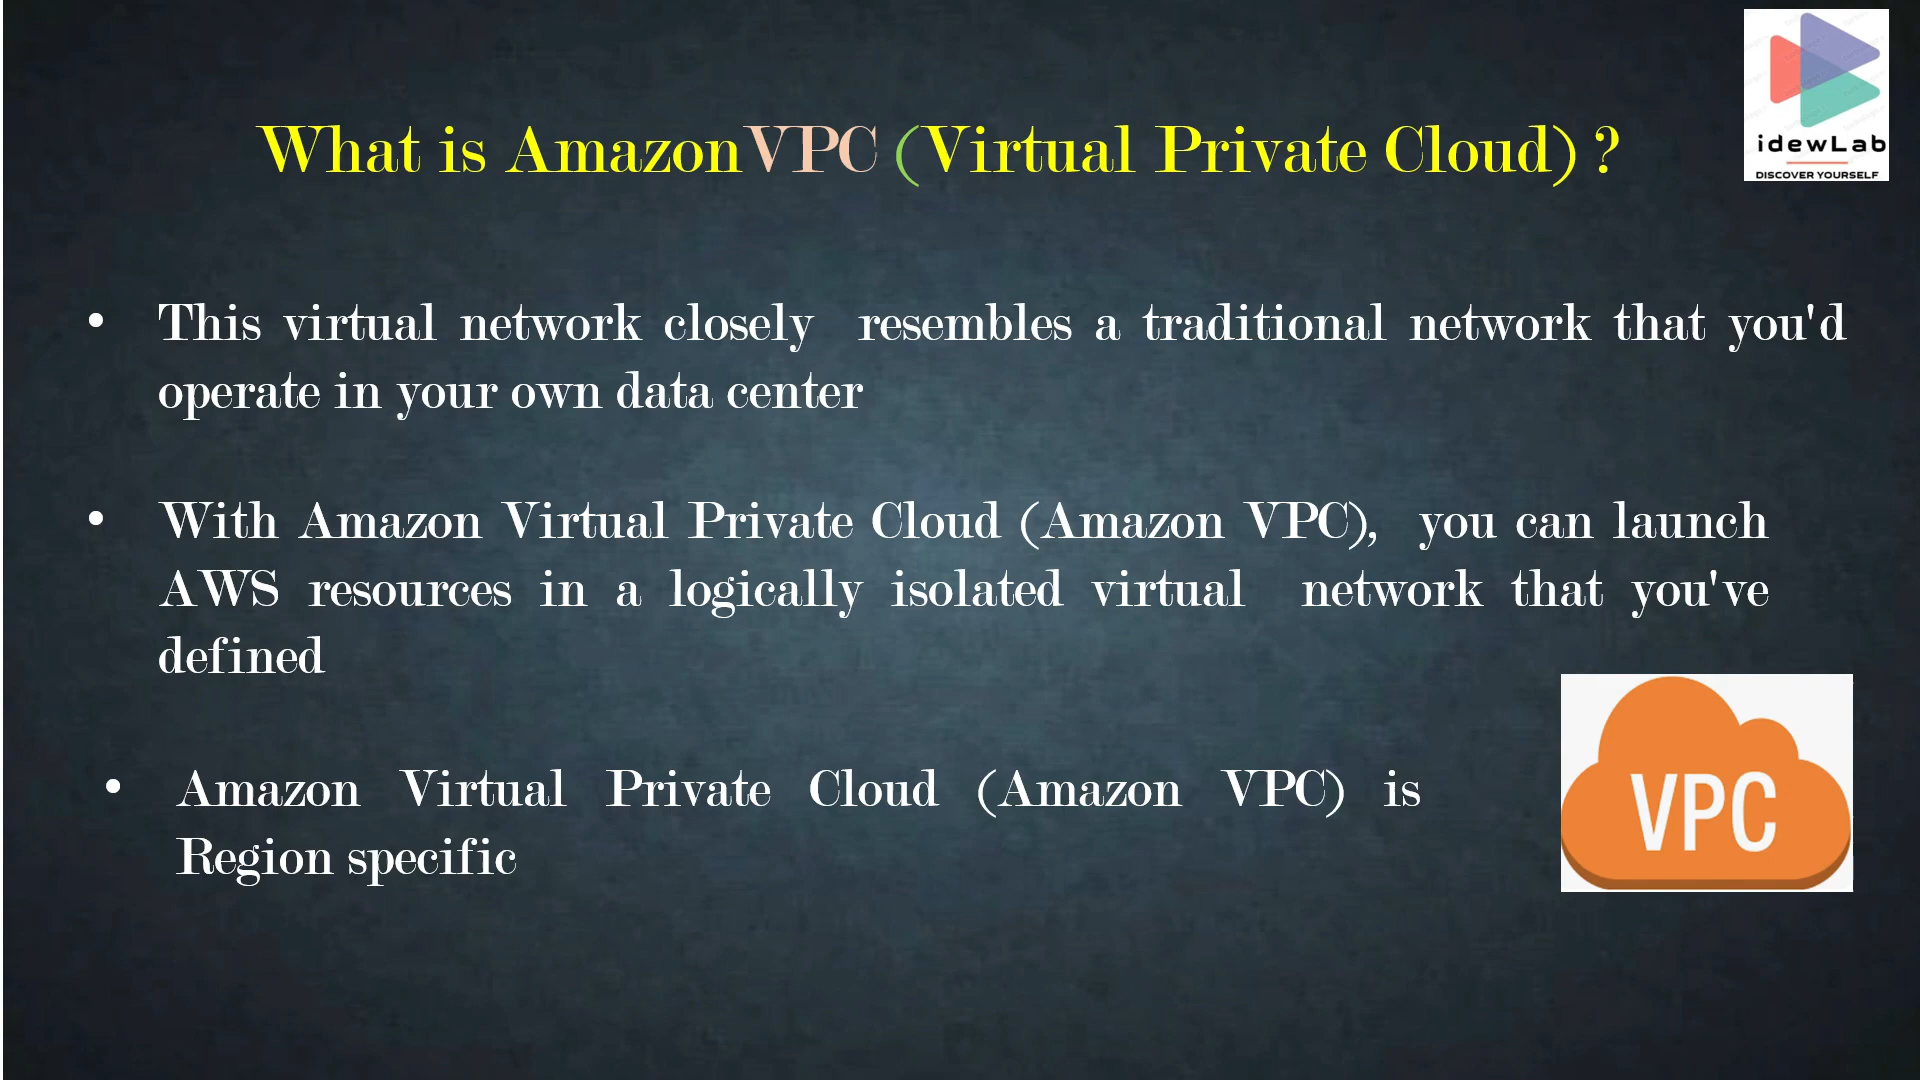 idewLab
DISCOVER YOURSELF
What is Amazon VPC (Virtual Private Cloud) ?
• This virtual network closely resembles a traditional network that you'd
operate in your own data center
• With Amazon Virtual Private Cloud (Amazon VPC), you can launch
AWS resources in a logically isolated virtual network that you've
defined
• Amazon Virtual Private Cloud (Amazon VPC) is
Region specific
VPC